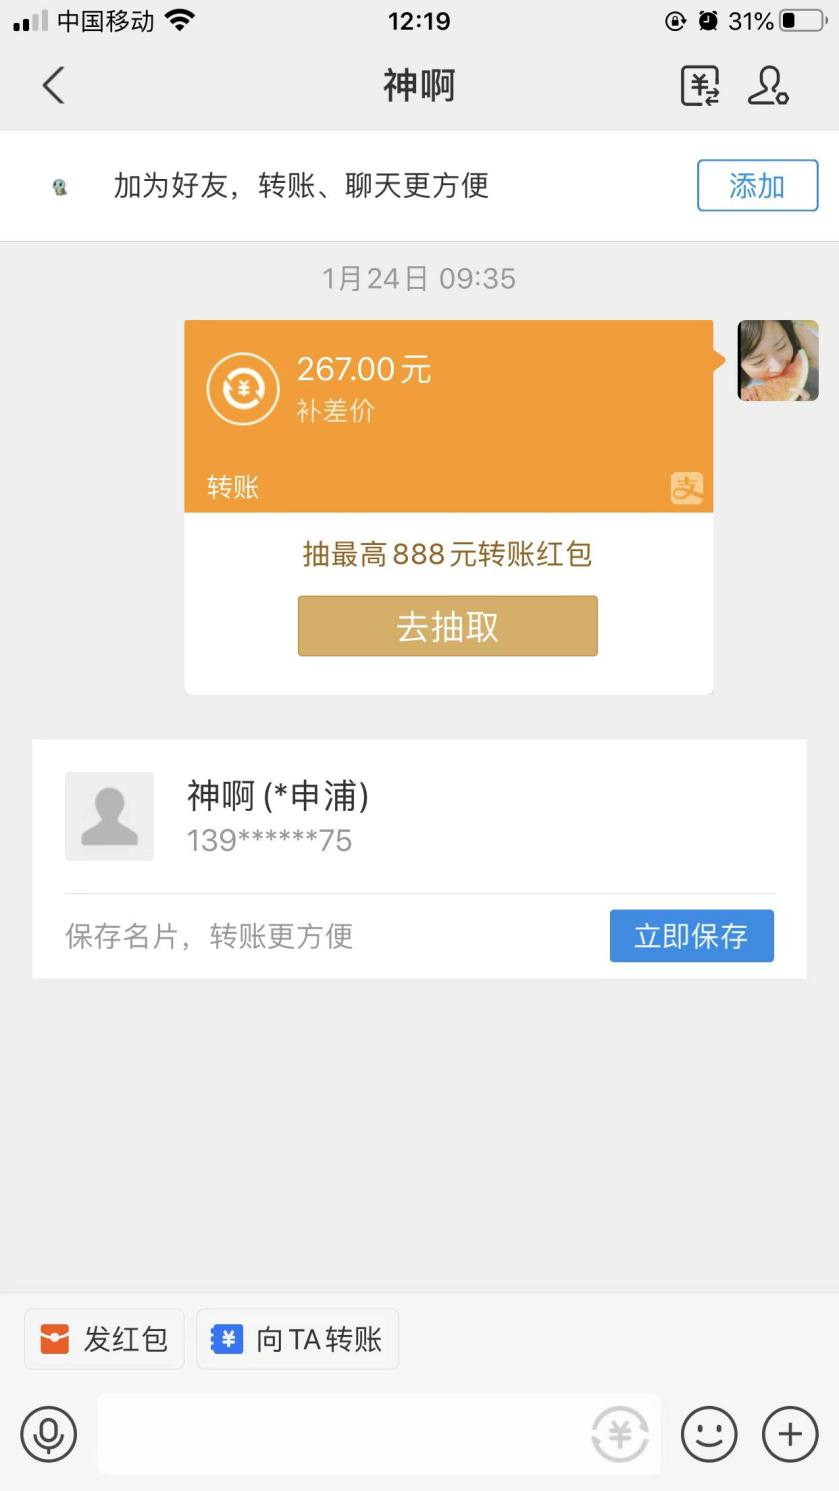 中国移动 12:19 31%
神啊
加为好友，转账、聊天更方便 添加
1月24日 09:35
267.00元
补差价
转账 支
抽最高888元转账红包
去抽取
神啊(*申浦)
139******75
保存名片，转账更方便 立即保存
发红包 向TA转账